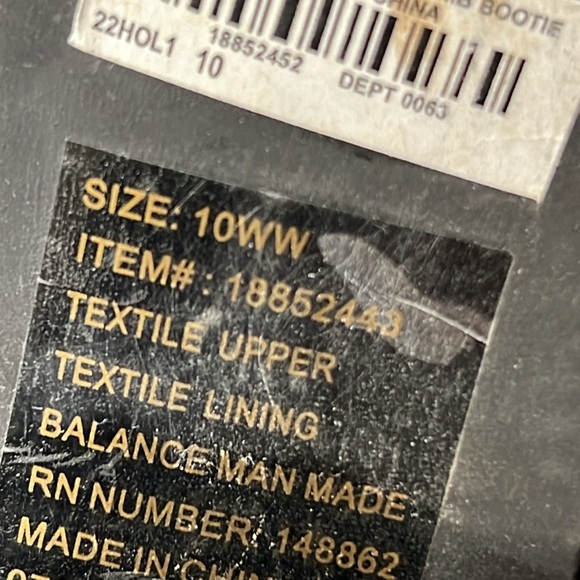 BOOTIE
CHINA
22HOL1 18852452
10 DEPT 0063
SIZE: 10WW
ITEM#: 18852443
TEXTILE UPPER
TEXTILE LINING
BALANCE MAN MADE
RN NUMBER: 148862
MADE IN